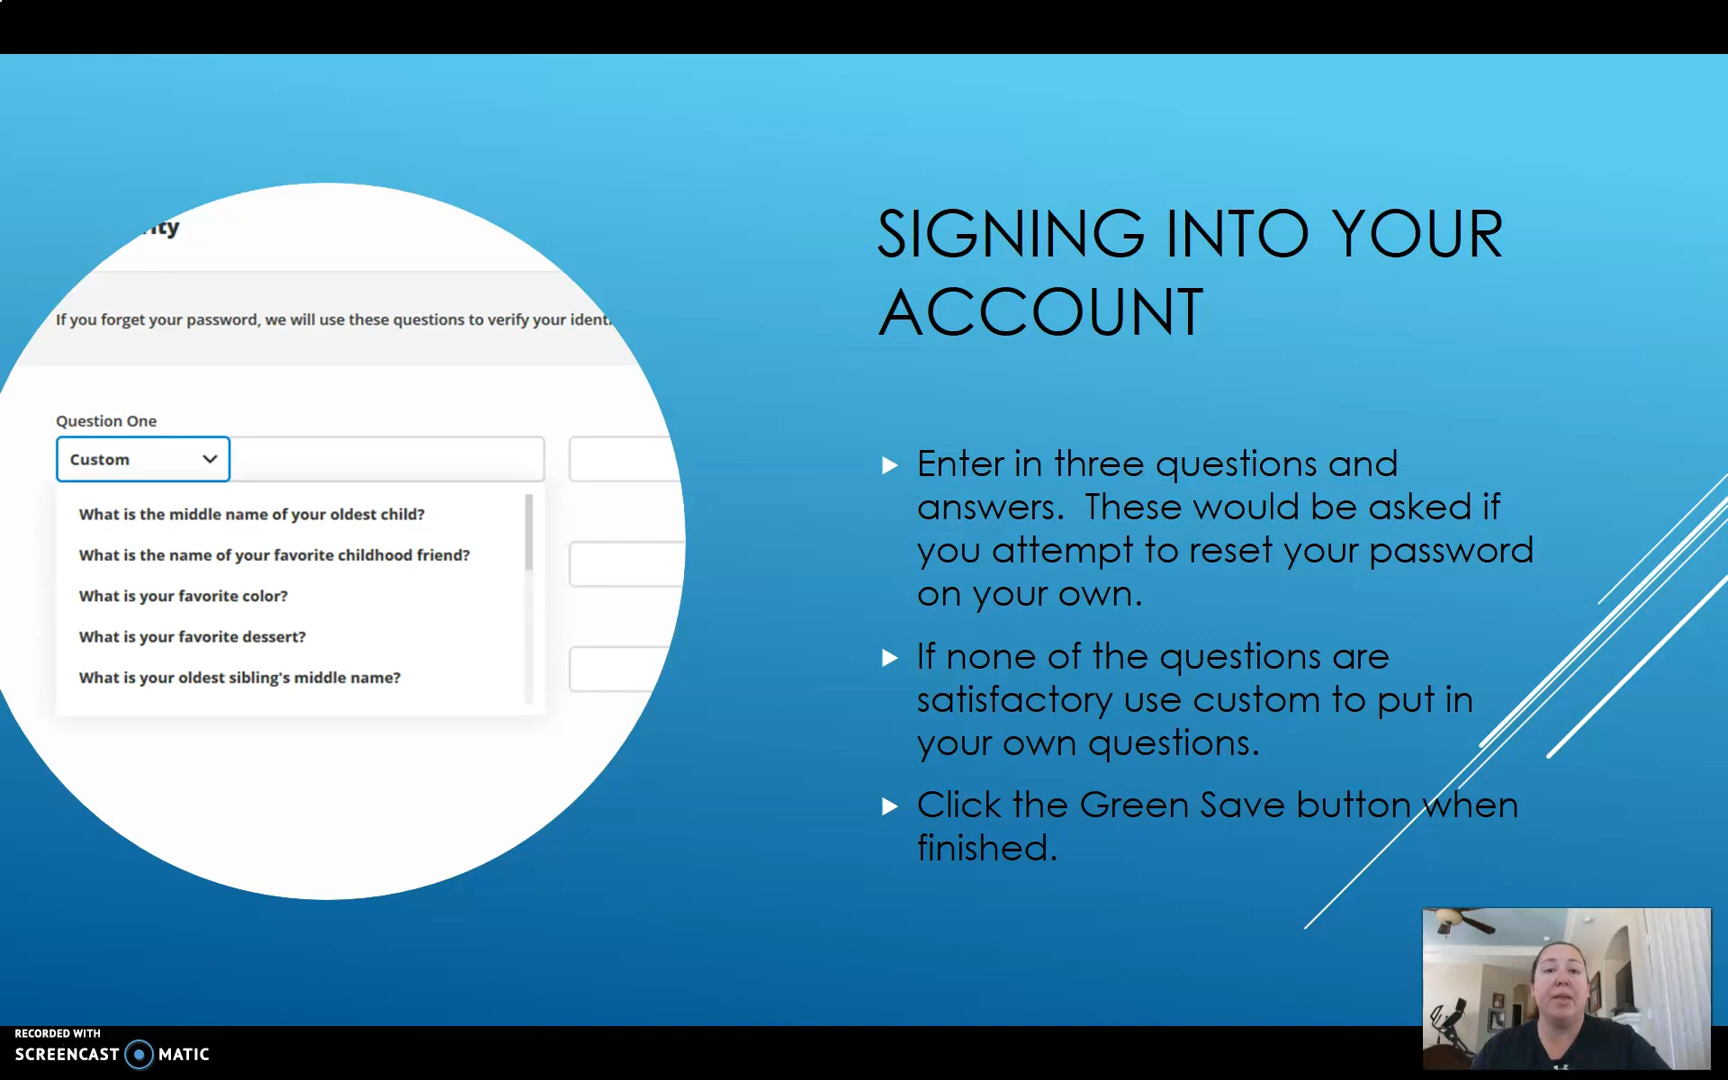 SIGNING INTO YOUR
ACCOUNT
If you forget your password, we will use these questions to verify your
Question One
Custom
What is the middle name of your oldest child?
What is the name of your favorite childhood friend?
What is your favorite color?
What is your favorite dessert?
What is your oldest sibling's middle name?
Enter in three questions and
answers.  These would be asked if
you attempt to reset your password
on your own.
If none of the questions are
satisfactory use custom to put in
your own questions.
Click the Green Save button when
finished.
RECORDED WITH
SCREENCAST MATIC